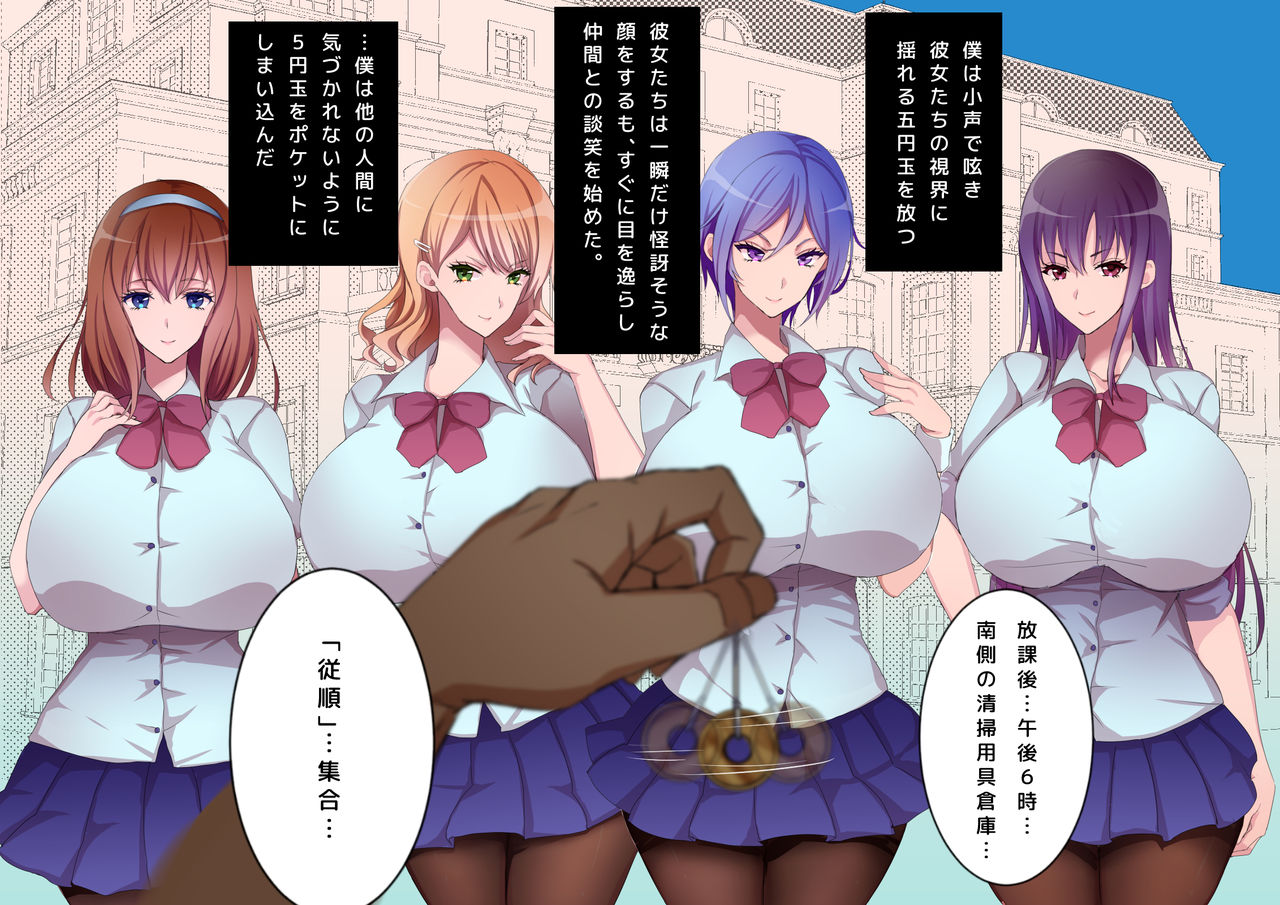 僕は小声で呟き
彼女たちの視界に
揺れる五円玉を放つ
放課後…午後6時…
南側の清掃用具倉庫…
彼女たちは一瞬だけ怪訝そうな
顔をするも、すぐに目を逸らし
仲間との談笑を始めた。
「従順」…集合…
…僕は他の人間に
気づかれないように
5円玉をポケットに
しまい込んだ